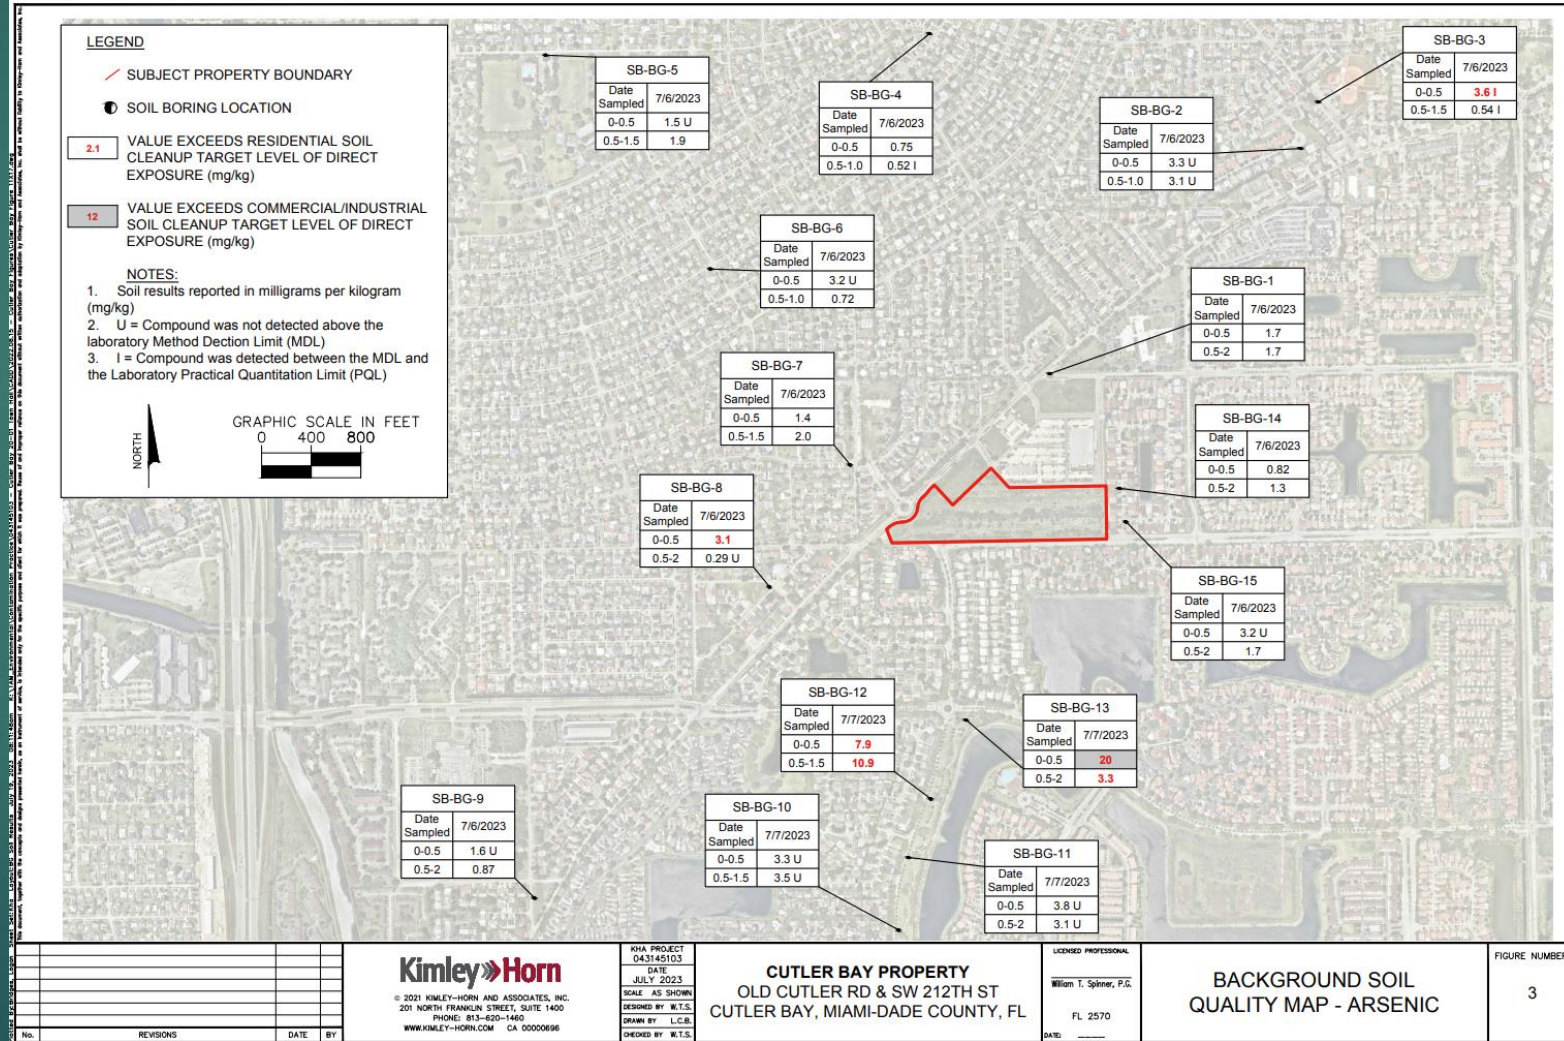 LEGEND
SUBJECT PROPERTY BOUNDARY
SOIL BORING LOCATION
2.1
VALUE EXCEEDS RESIDENTIAL SOIL
CLEANUP TARGET LEVEL OF DIRECT
EXPOSURE (mg/kg)
12
VALUE EXCEEDS COMMERCIAL/INDUSTRIAL
SOIL CLEANUP TARGET LEVEL OF DIRECT
EXPOSURE (mg/kg)
NOTES:
1. Soil results reported in milligrams per kilogram
(mg/kg)
2. U = Compound was not detected above the
laboratory Method Dection Limit (MDL)
3. I = Compound was detected between the MDL and
the Laboratory Practical Quantitation Limit (PQL)
NORTH
GRAPHIC SCALE IN FEET
0 400 800
SB-BG-5
Date
Sampled 7/6/2023
0-0.5 1.5 U
0.5-1.5 1.9
SB-BG-4
Date
Sampled 7/6/2023
0-0.5 0.75
0.5-1.0 0.52 I
SB-BG-2
Date
Sampled 7/6/2023
0-0.5 3.3 U
0.5-1.0 3.1 U
SB-BG-3
Date
Sampled 7/6/2023
0-0.5 3.6 I
0.5-1.5 0.54 I
SB-BG-6
Date
Sampled 7/6/2023
0-0.5 3.2 U
0.5-1.0 0.72
SB-BG-1
Date
Sampled 7/6/2023
0-0.5 1.7
0.5-2 1.7
SB-BG-7
Date
Sampled 7/6/2023
0-0.5 1.4
0.5-1.5 2.0
SB-BG-14
Date
Sampled 7/6/2023
0-0.5 0.82
0.5-2 1.3
SB-BG-8
Date
Sampled 7/6/2023
0-0.5 3.1
0.5-2 0.29 U
SB-BG-15
Date
Sampled 7/6/2023
0-0.5 3.2 U
0.5-2 1.7
SB-BG-12
Date
Sampled 7/7/2023
0-0.5 7.9
0.5-1.5 10.9
SB-BG-13
Date
Sampled 7/7/2023
0-0.5 20
0.5-2 3.3
SB-BG-9
Date
Sampled 7/6/2023
0-0.5 1.6 U
0.5-2 0.87
SB-BG-10
Date
Sampled 7/7/2023
0-0.5 3.3 U
0.5-1.5 3.5 U
SB-BG-11
Date
Sampled 7/7/2023
0-0.5 3.8 U
0.5-2 3.1 U
No. REVISIONS DATE BY
Kimley»Horn
© 2021 KIMLEY-HORN AND ASSOCIATES, INC.
201 NORTH FRANKLIN STREET, SUITE 1400
PHONE: 813-620-1460
WWW.KIMLEY-HORN.COM CA 00000696
KHA PROJECT
043145103
DATE
JULY 2023
SCALE AS SHOWN
DESIGNED BY W.T.S.
DRAWN BY L.C.B.
CHECKED BY W.T.S.
CUTLER BAY PROPERTY
OLD CUTLER RD & SW 212TH ST
CUTLER BAY, MIAMI-DADE COUNTY, FL
LICENSED PROFESSIONAL
William T. Spinner, P.G.
FL 2570
DATE:
BACKGROUND SOIL
QUALITY MAP - ARSENIC
FIGURE NUMBER
3